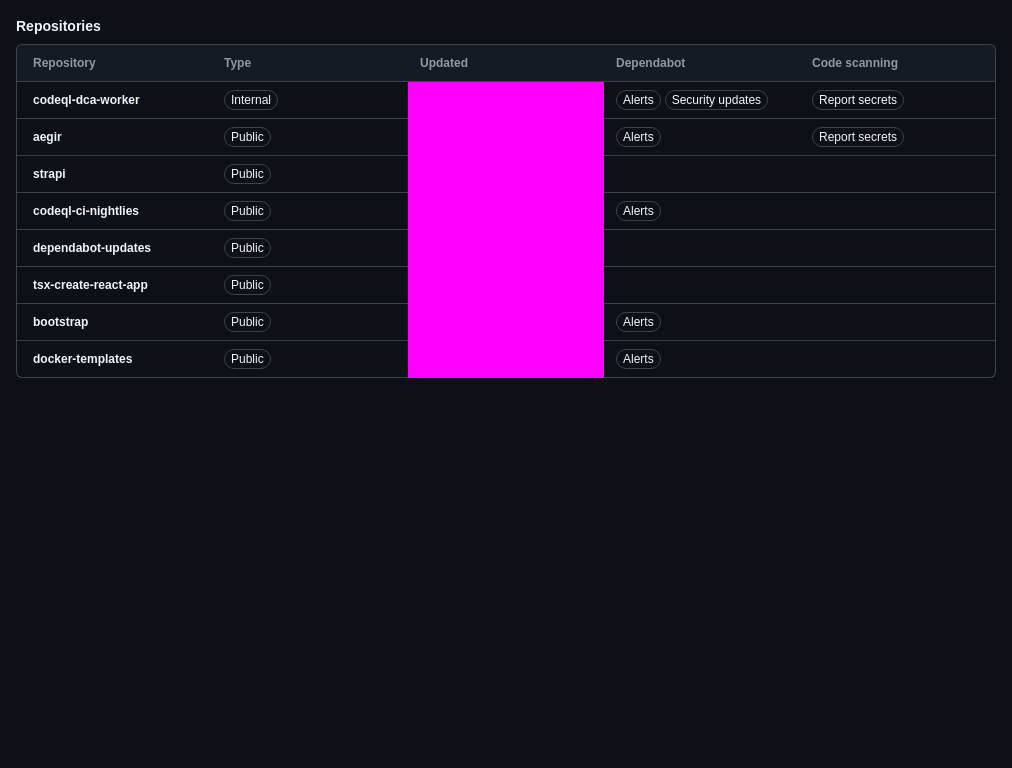 Repositories
Repository Type Updated Dependabot Code scanning
codeql-dca-worker Internal Alerts Security updates Report secrets
aegir Public Alerts Report secrets
strapi Public
codeql-ci-nightlies Public Alerts
dependabot-updates Public
tsx-create-react-app Public
bootstrap Public Alerts
docker-templates Public Alerts